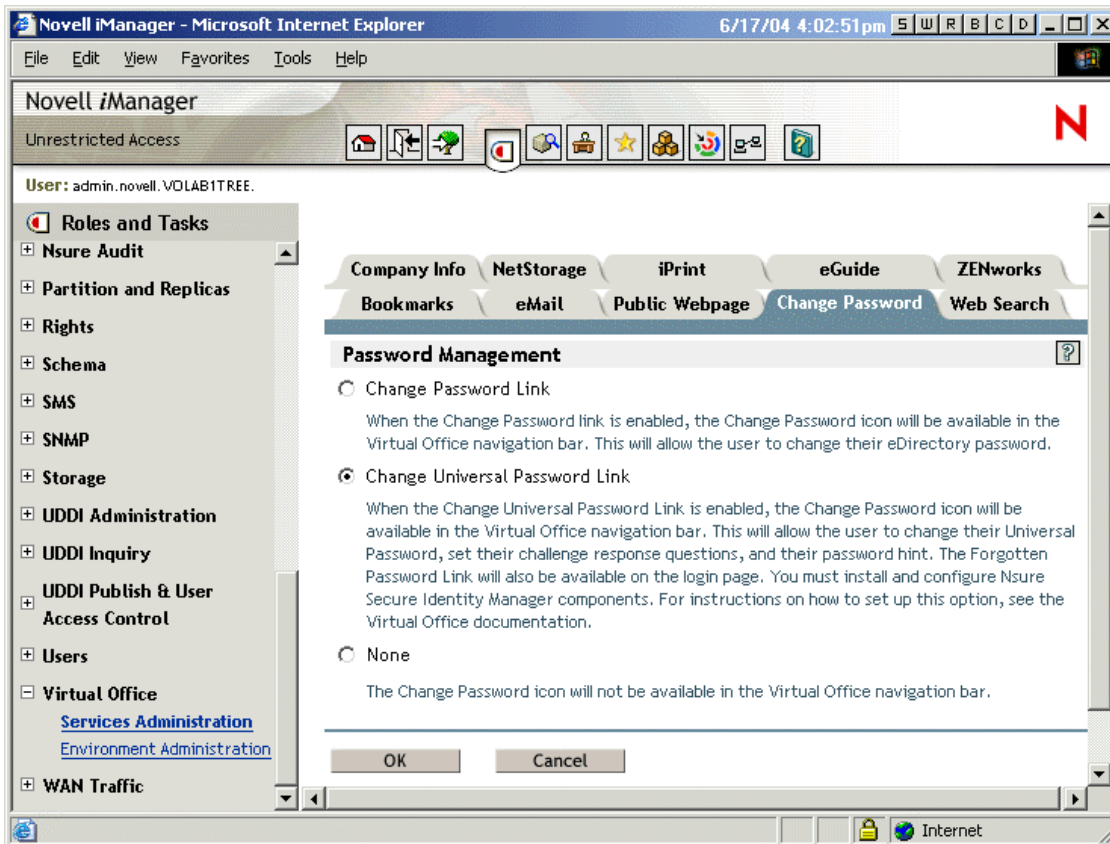 Novell iManager - Microsoft Internet Explorer 6/17/04 4:02:51pm S W R B C D
File Edit View Favorites Tools Help
Novell iManager
Unrestricted Access
N
User: admin.novell.VOLAB1TREE.
Roles and Tasks
Nsure Audit
Partition and Replicas
Rights
Schema
SMS
SNMP
Storage
UDDI Administration
UDDI Inquiry
UDDI Publish & User
Access Control
Users
Virtual Office
Services Administration
Environment Administration
WAN Traffic
Company Info NetStorage iPrint eGuide ZENworks
Bookmarks eMail Public Webpage Change Password Web Search
Password Management ?
Change Password Link
When the Change Password link is enabled, the Change Password icon will be available in the
Virtual Office navigation bar. This will allow the user to change their eDirectory password.
Change Universal Password Link
When the Change Universal Password Link is enabled, the Change Password icon will be
available in the Virtual Office navigation bar. This will allow the user to change their Universal
Password, set their challenge response questions, and their password hint. The Forgotten
Password Link will also be available on the login page. You must install and configure Nsure
Secure Identity Manager components. For instructions on how to set up this option, see the
Virtual Office documentation.
None
The Change Password icon will not be available in the Virtual Office navigation bar.
OK Cancel
Internet